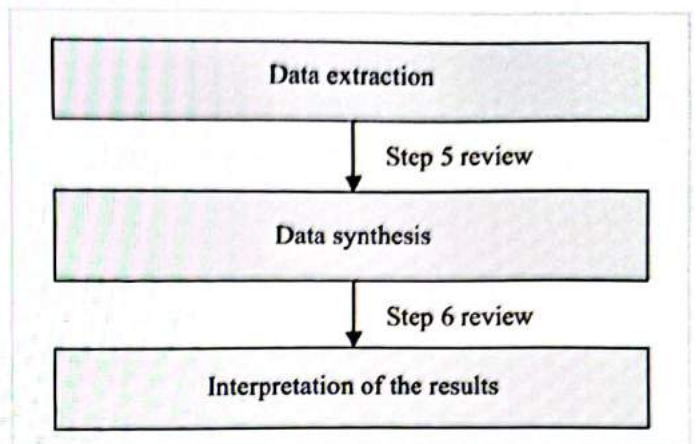 Data extraction
Step 5 review
Data synthesis
Step 6 review
Interpretation of the results